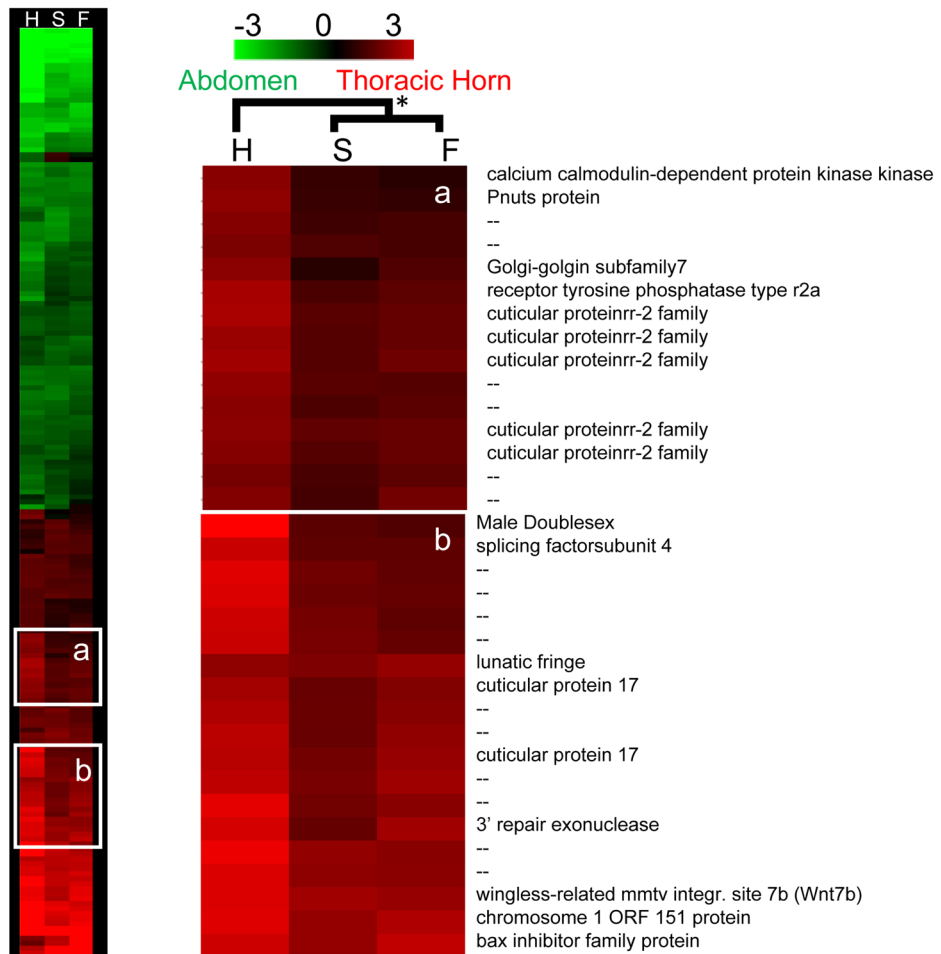 H S F
-3 0 3
Abdomen Thoracic Horn
*
H S F
a
calcium calmodulin-dependent protein kinase kinase
Pnuts protein
--
--
Golgi-golgin subfamily7
receptor tyrosine phosphatase type r2a
cuticular proteinrr-2 family
cuticular proteinrr-2 family
cuticular proteinrr-2 family
--
--
cuticular proteinrr-2 family
cuticular proteinrr-2 family
--
--
b
Male Doublesex
splicing factorsubunit 4
--
--
--
--
lunatic fringe
cuticular protein 17
--
--
cuticular protein 17
--
--
3’ repair exonuclease
--
--
wingless-related mmtv integr. site 7b (Wnt7b)
chromosome 1 ORF 151 protein
bax inhibitor family protein
a
b